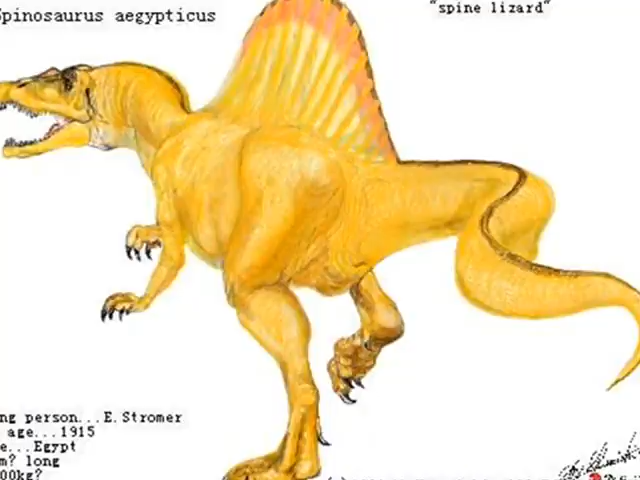 Spinosaurus aegypticus
"spine lizard"
ng person...E.Stromer
age...1915
e...Egypt
m? long
00kg?